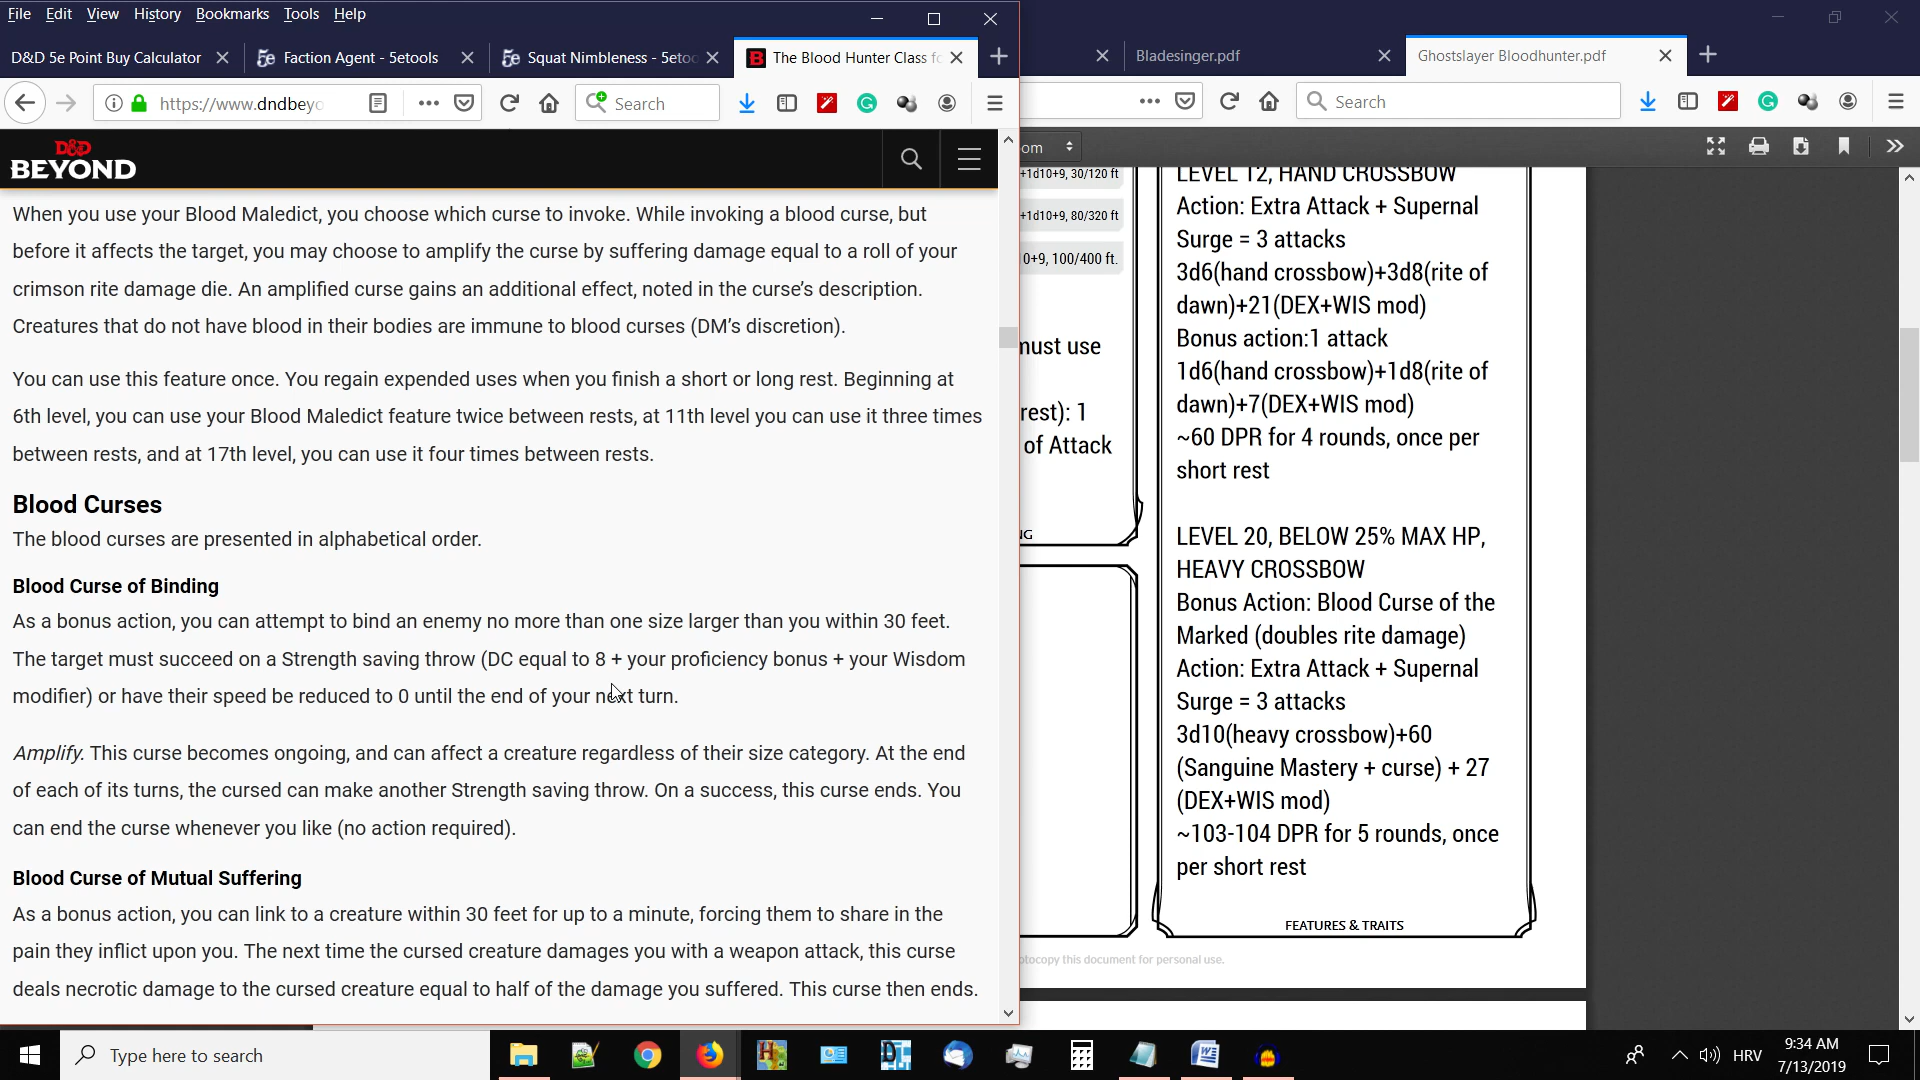 File Edit View History Bookmarks Tools Help
D&D 5e Point Buy Calculator
Faction Agent - 5etools
Squat Nimbleness - 5etoo
The Blood Hunter Class fo
Bladesinger.pdf
Ghostslayer Bloodhunter.pdf
https://www.dndbeyo
Search
Search
D&D
BEYOND
om
When you use your Blood Maledict, you choose which curse to invoke. While invoking a blood curse, but
before it affects the target, you may choose to amplify the curse by suffering damage equal to a roll of your
crimson rite damage die. An amplified curse gains an additional effect, noted in the curse's description.
Creatures that do not have blood in their bodies are immune to blood curses (DM's discretion).
You can use this feature once. You regain expended uses when you finish a short or long rest. Beginning at
6th level, you can use your Blood Maledict feature twice between rests, at 11th level you can use it three times
between rests, and at 17th level, you can use it four times between rests.
Blood Curses
The blood curses are presented in alphabetical order.
Blood Curse of Binding
As a bonus action, you can attempt to bind an enemy no more than one size larger than you within 30 feet.
The target must succeed on a Strength saving throw (DC equal to 8 + your proficiency bonus + your Wisdom
modifier) or have their speed be reduced to 0 until the end of your next turn.
Amplify. This curse becomes ongoing, and can affect a creature regardless of their size category. At the end
of each of its turns, the cursed can make another Strength saving throw. On a success, this curse ends. You
can end the curse whenever you like (no action required).
Blood Curse of Mutual Suffering
As a bonus action, you can link to a creature within 30 feet for up to a minute, forcing them to share in the
pain they inflict upon you. The next time the cursed creature damages you with a weapon attack, this curse
deals necrotic damage to the cursed creature equal to half of the damage you suffered. This curse then ends.
+1d10+9, 30/120 ft
+1d10+9, 80/320 ft
0+9, 100/400 ft.
must use
rest): 1
of Attack
NG
LEVEL 12, HAND CROSSBOW
Action: Extra Attack + Supernal
Surge = 3 attacks
3d6(hand crossbow)+3d8(rite of
dawn)+21(DEX+WIS mod)
Bonus action:1 attack
1d6(hand crossbow)+1d8(rite of
dawn)+7(DEX+WIS mod)
~60 DPR for 4 rounds, once per
short rest
LEVEL 20, BELOW 25% MAX HP,
HEAVY CROSSBOW
Bonus Action: Blood Curse of the
Marked (doubles rite damage)
Action: Extra Attack + Supernal
Surge = 3 attacks
3d10(heavy crossbow)+60
(Sanguine Mastery + curse) + 27
(DEX+WIS mod)
~103-104 DPR for 5 rounds, once
per short rest
FEATURES & TRAITS
otocopy this document for personal use.
Type here to search
HRV
9:34 AM
7/13/2019